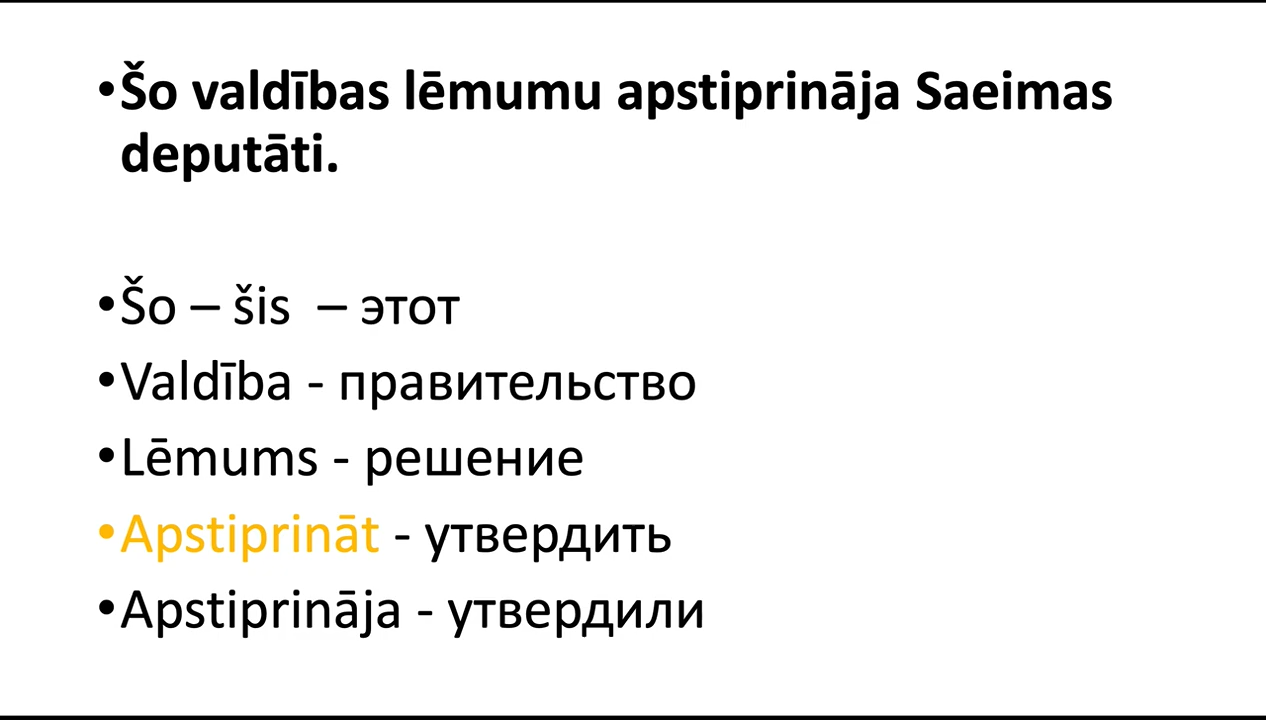 •Šo valdības lēmumu apstiprināja Saeimas
deputāti.
•Šo – šis – этот
•Valdība - правительство
•Lēmums - решение
•Apstiprināt - утвердить
•Apstiprināja - утвердили